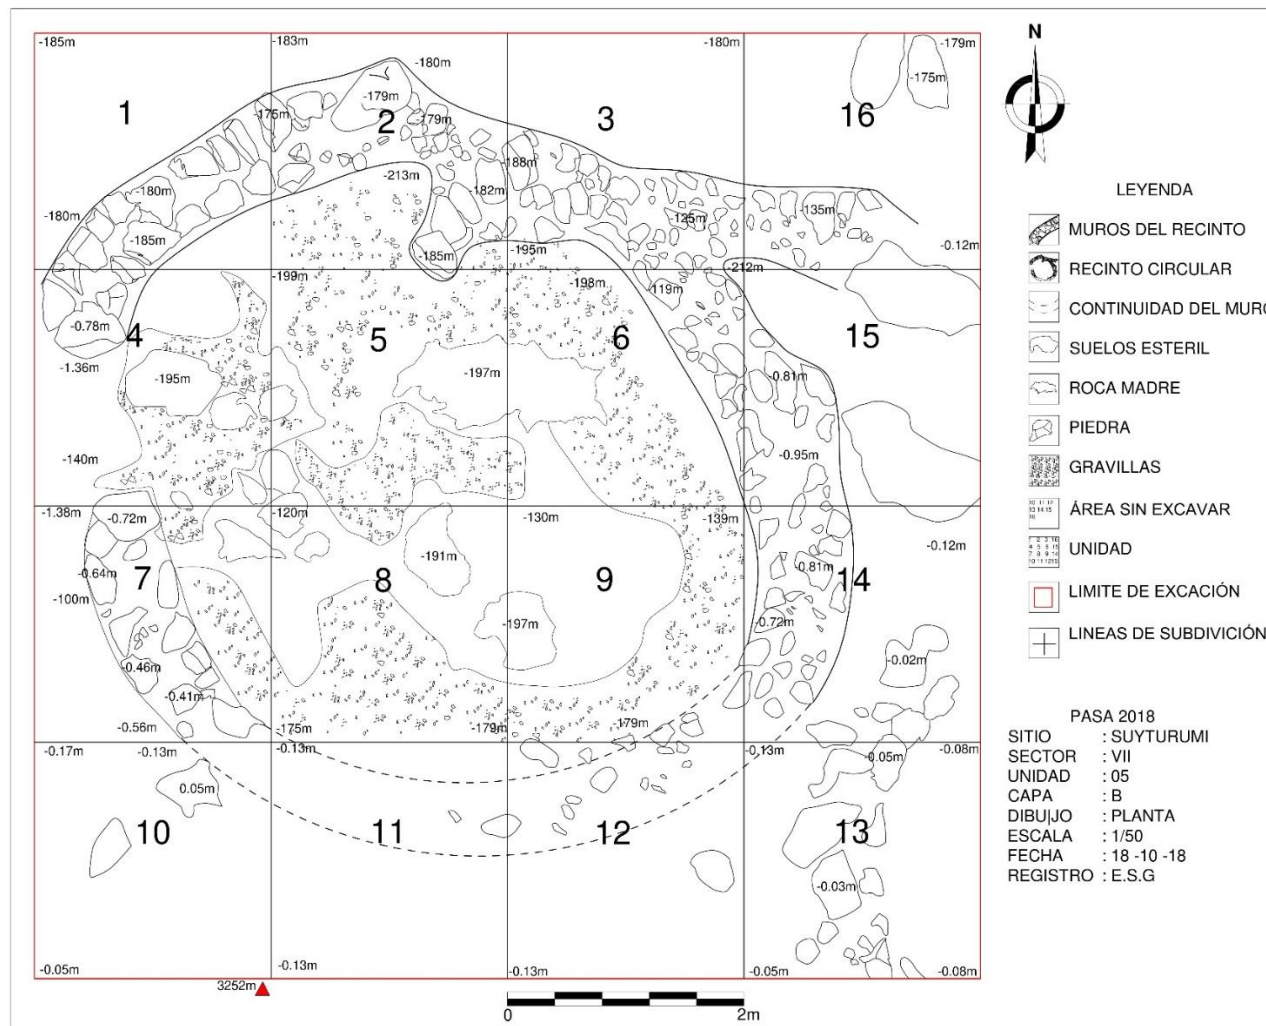 -185m
-183m
-180m
-179m
-180m
-175m
-179m
-175m
1
2
3
16
-179m
-188m
-213m
-180m
-182m
-135m
-180m
-125m
-185m
-185m
-195m
-0.12m
-212m
-199m
-198m
-119m
-0.78m
4
5
6
15
-1.36m
-195m
-197m
-0.81m
-140m
-0.95m
-1.38m
-0.72m
-120m
-130m
-139m
-0.12m
-191m
-0.64m
7
8
9
-0.81m
14
-100m
-197m
-0.72m
-0.46m
-0.02m
-0.41m
-0.56m
-175m
-179m
-179m
-0.17m
-0.13m
-0.13m
-0.13m
-0.05m
-0.08m
0.05m
10
11
12
13
-0.03m
-0.05m
-0.13m
-0.13m
-0.05m
-0.08m
3252m
0
2m
N
LEYENDA
MUROS DEL RECINTO
RECINTO CIRCULAR
CONTINUIDAD DEL MURO
SUELOS ESTERIL
ROCA MADRE
PIEDRA
GRAVILLAS
ÁREA SIN EXCAVAR
UNIDAD
LIMITE DE EXCACIÓN
LINEAS DE SUBDIVICIÓN
PASA 2018
SITIO : SUYTURUMI
SECTOR : VII
UNIDAD : 05
CAPA : B
DIBU|JO : PLANTA
ESCALA : 1/50
FECHA : 18 -10 -18
REGISTRO : E.S.G